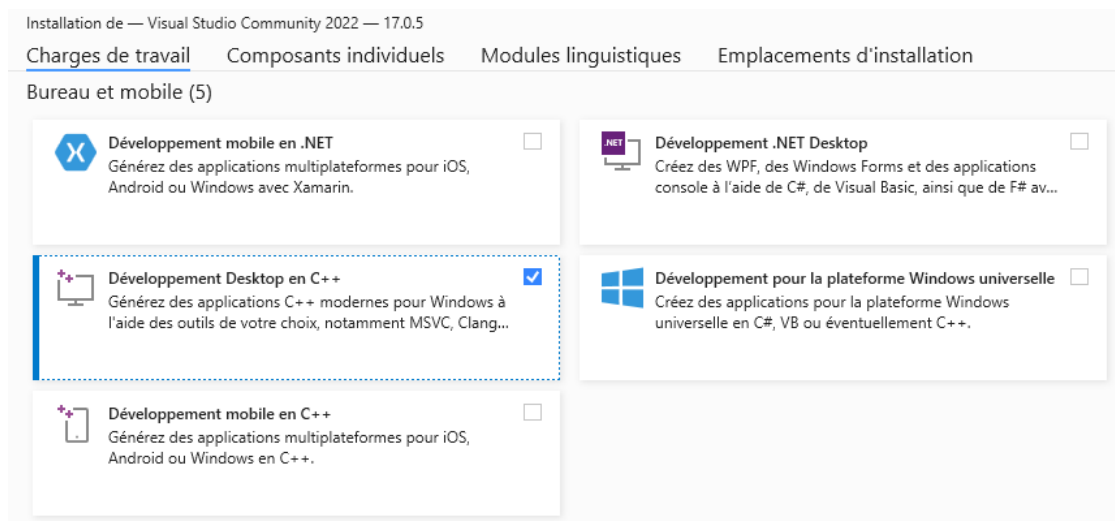 Installation de — Visual Studio Community 2022 — 17.0.5
Charges de travail Composants individuels Modules linguistiques Emplacements d'installation
Bureau et mobile (5)
Développement mobile en .NET
Générez des applications multiplateformes pour iOS,
Android ou Windows avec Xamarin.
.NET
Développement .NET Desktop
Créez des WPF, des Windows Forms et des applications
console à l'aide de C#, de Visual Basic, ainsi que de F# av...
Développement Desktop en C++
Générez des applications C++ modernes pour Windows à
l'aide des outils de votre choix, notamment MSVC, Clang...
Développement pour la plateforme Windows universelle
Créez des applications pour la plateforme Windows
universelle en C#, VB ou éventuellement C++.
Développement mobile en C++
Générez des applications multiplateformes pour iOS,
Android ou Windows en C++.